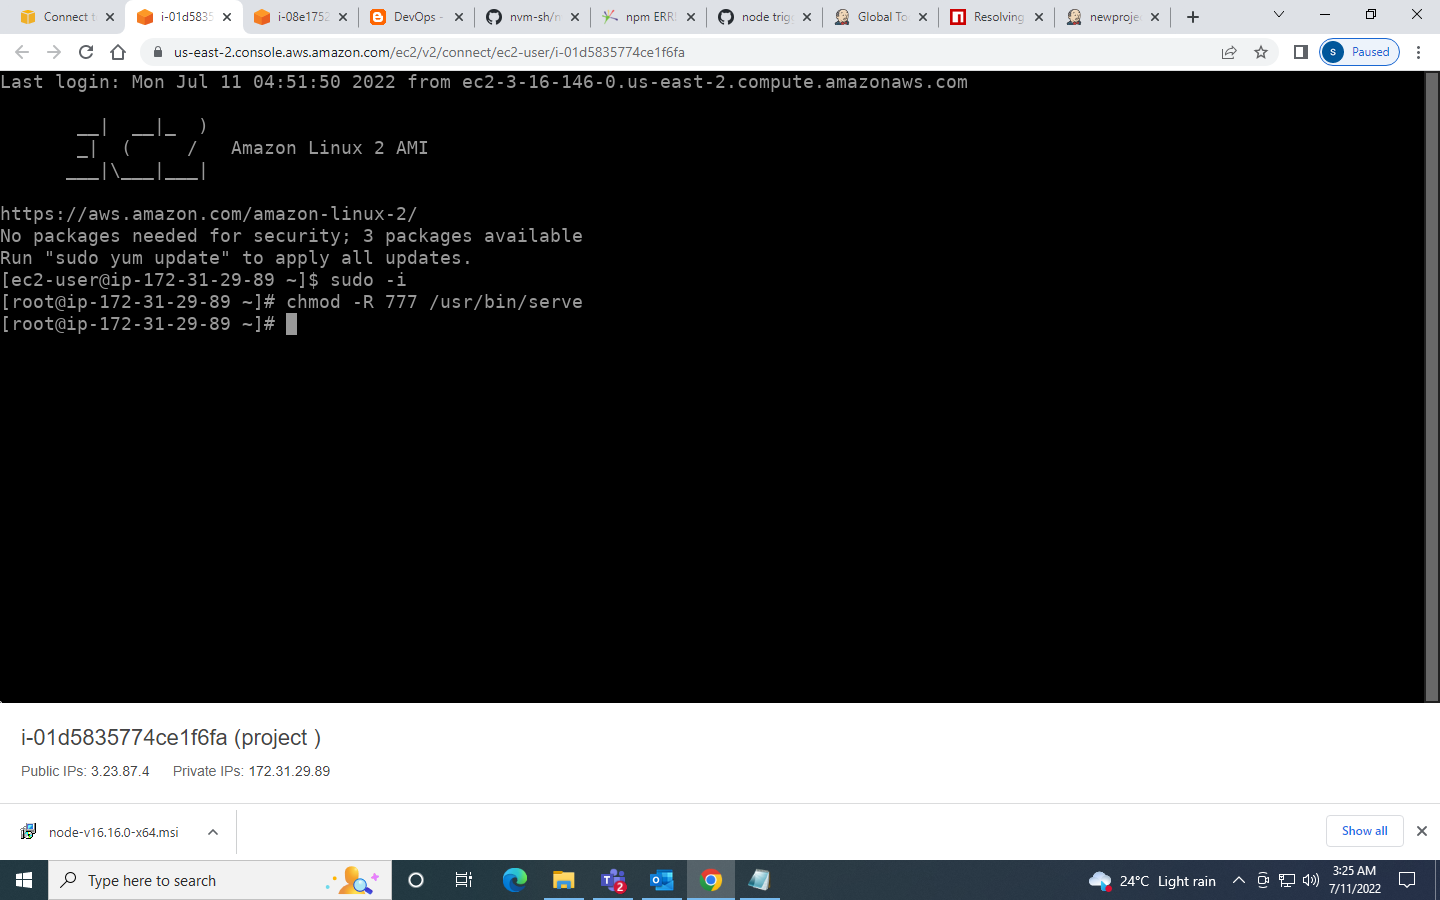 Connect t
i-01d5835
i-08e1752
DevOps -
nvm-sh/n
npm ERR!
node trigg
Global To
Resolving
newproje
us-east-2.console.aws.amazon.com/ec2/v2/connect/ec2-user/i-01d5835774ce1f6fa
s Paused
Last login: Mon Jul 11 04:51:50 2022 from ec2-3-16-146-0.us-east-2.compute.amazonaws.com
__|  __|_  )
_|  (     /   Amazon Linux 2 AMI
___|\___|___|
https://aws.amazon.com/amazon-linux-2/
No packages needed for security; 3 packages available
Run "sudo yum update" to apply all updates.
[ec2-user@ip-172-31-29-89 ~]$ sudo -i
[root@ip-172-31-29-89 ~]# chmod -R 777 /usr/bin/serve
[root@ip-172-31-29-89 ~]#
i-01d5835774ce1f6fa (project )
Public IPs: 3.23.87.4 Private IPs: 172.31.29.89
node-v16.16.0-x64.msi
Show all
Type here to search
2
24°C Light rain
3:25 AM
7/11/2022